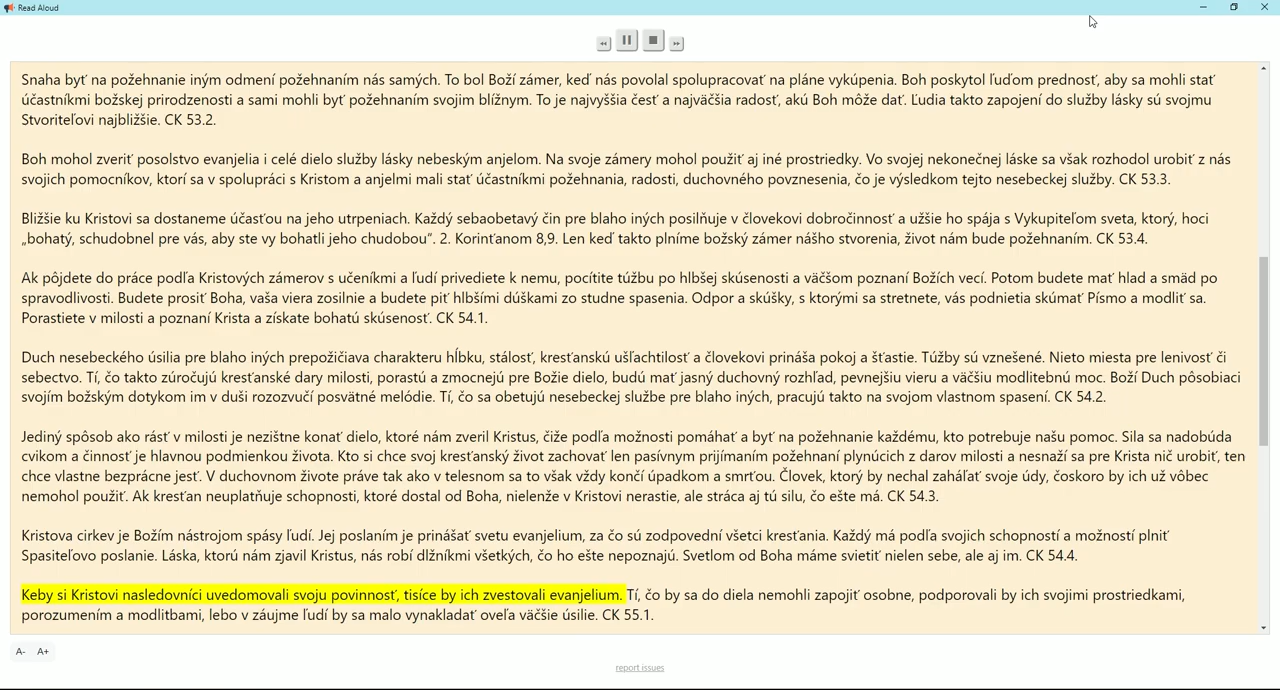 Read Aloud
Snaha byť na požehnanie iným odmení požehnaním nás samých. To bol Boží zámer, keď nás povolal spolupracovať na pláne vykúpenia. Boh poskytol ľuďom prednosť, aby sa mohli stať
účastníkmi božskej prirodzenosti a sami mohli byť požehnaním svojim blížnym. To je najvyššia česť a najväčšia radosť, akú Boh môže dať. Ľudia takto zapojení do služby lásky sú svojmu
Stvoriteľovi najbližšie. CK 53.2.
Boh mohol zveriť posolstvo evanjelia i celé dielo služby lásky nebeským anjelom. Na svoje zámery mohol použiť aj iné prostriedky. Vo svojej nekonečnej láske sa však rozhodol urobiť z nás
svojich pomocníkov, ktorí sa v spolupráci s Kristom a anjelmi mali stať účastníkmi požehnania, radosti, duchovného povznesenia, čo je výsledkom tejto nesebeckej služby. CK 53.3.
Bližšie ku Kristovi sa dostaneme účasťou na jeho utrpeniach. Každý sebaobetavý čin pre blaho iných posilňuje v človekovi dobročinnosť a užšie ho spája s Vykupiteľom sveta, ktorý, hoci
„bohatý, schudobnel pre vás, aby ste vy bohatli jeho chudobou“. 2. Korinťanom 8,9. Len keď takto plníme božský zámer nášho stvorenia, život nám bude požehnaním. CK 53.4.
Ak pôjdete do práce podľa Kristových zámerov s učeníkmi a ľudí privediete k nemu, pocítite túžbu po hlbšej skúsenosti a väčšom poznaní Božích vecí. Potom budete mať hlad a smäd po
spravodlivosti. Budete prosiť Boha, vaša viera zosilnie a budete piť hlbšími dúškami zo studne spasenia. Odpor a skúšky, s ktorými sa stretnete, vás podnietia skúmať Písmo a modliť sa.
Porastiete v milosti a poznaní Krista a získate bohatú skúsenosť. CK 54.1.
Duch nesebeckého úsilia pre blaho iných prepožičiava charakteru hĺbku, stálosť, kresťanskú ušľachtilosť a človekovi prináša pokoj a šťastie. Túžby sú vznešené. Nieto miesta pre lenivosť či
sebectvo. Tí, čo takto zúročujú kresťanské dary milosti, porastú a zmocnejú pre Božie dielo, budú mať jasný duchovný rozhľad, pevnejšiu vieru a väčšiu modlitebnú moc. Boží Duch pôsobiaci
svojím božským dotykom im v duši rozozvučí posvätné melódie. Tí, čo sa obetujú nesebeckej službe pre blaho iných, pracujú takto na svojom vlastnom spasení. CK 54.2.
Jediný spôsob ako rásť v milosti je nezištne konať dielo, ktoré nám zveril Kristus, čiže podľa možnosti pomáhať a byť na požehnanie každému, kto potrebuje našu pomoc. Sila sa nadobúda
cvikom a činnosť je hlavnou podmienkou života. Kto si chce svoj kresťanský život zachovať len pasívnym prijímaním požehnaní plynúcich z darov milosti a nesnaží sa pre Krista nič urobiť, ten
chce vlastne bezprácne jesť. V duchovnom živote práve tak ako v telesnom sa to však vždy končí úpadkom a smrťou. Človek, ktorý by nechal zaháľať svoje údy, čoskoro by ich už vôbec
nemohol použiť. Ak kresťan neuplatňuje schopnosti, ktoré dostal od Boha, nielenže v Kristovi nerastie, ale stráca aj tú silu, čo ešte má. CK 54.3.
Kristova cirkev je Božím nástrojom spásy ľudí. Jej poslaním je prinášať svetu evanjelium, za čo sú zodpovední všetci kresťania. Každý má podľa svojich schopností a možností plniť
Spasiteľovo poslanie. Láska, ktorú nám zjavil Kristus, nás robí dlžníkmi všetkých, čo ho ešte nepoznajú. Svetlom od Boha máme svietiť nielen sebe, ale aj im. CK 54.4.
Keby si Kristovi nasledovníci uvedomovali svoju povinnosť, tisíce by ich zvestovali evanjelium. Tí, čo by sa do diela nemohli zapojiť osobne, podporovali by ich svojimi prostriedkami,
porozumením a modlitbami, lebo v záujme ľudí by sa malo vynakladať oveľa väčšie úsilie. CK 55.1.
A- A+
report issues